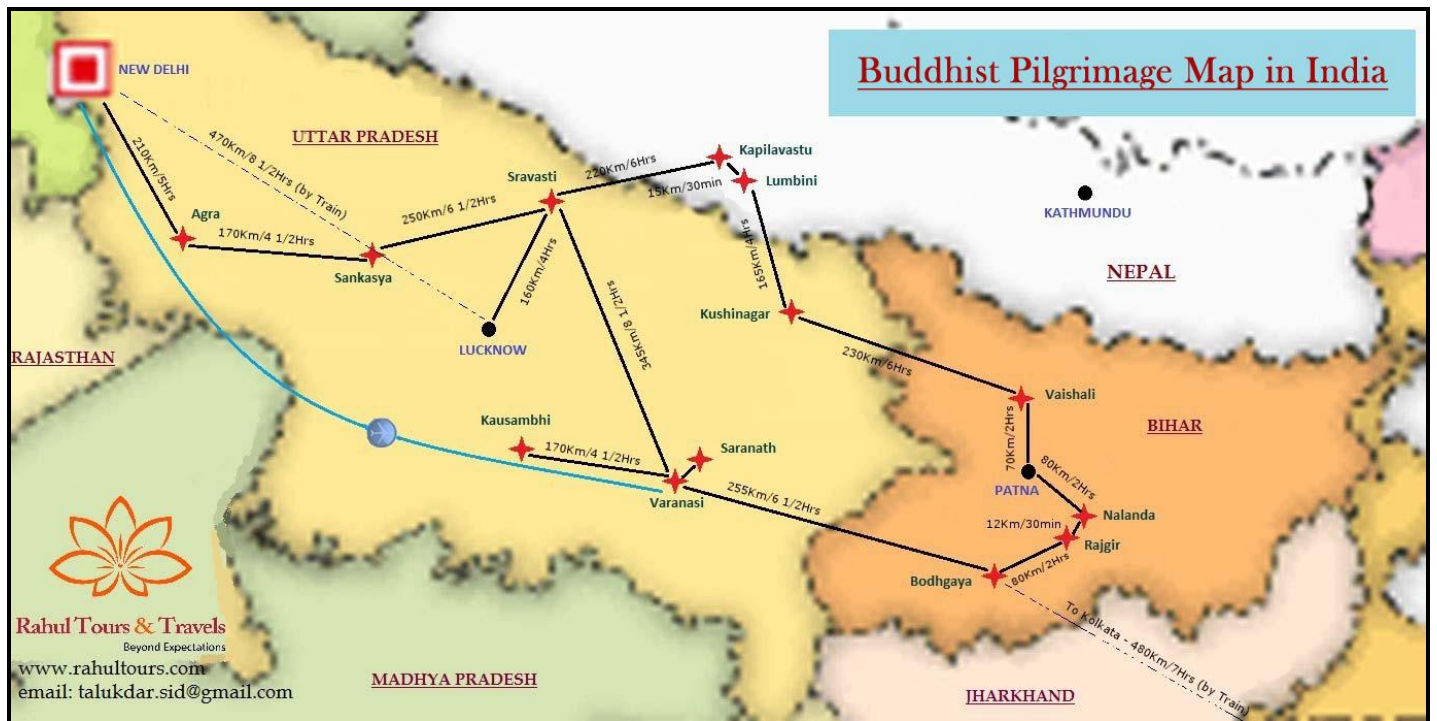 Buddhist Pilgrimage Map in India
NEW DELHI
UTTAR PRADESH
210Km/5Hrs
470Km/8 1/2Hrs (by Train)
Agra
170Km/4 1/2Hrs
Sankasya
250Km/6 1/2Hrs
Sravasti
220Km/6Hrs
Kapilavastu
15Km/30min
Lumbini
KATHMUNDU
NEPAL
160Km/4Hrs
LUCKNOW
345Km/8 1/2Hrs
165Km/4Hrs
Kushinagar
RAJASTHAN
230Km/6Hrs
Vaishali
BIHAR
Kausambhi
170Km/4 1/2Hrs
Saranath
Varanasi
70Km/2Hrs
PATNA
80Km/2Hrs
255Km/6 1/2Hrs
Nalanda
12Km/30min
Rajgir
Bodhgaya
80Km/2Hrs
To Kolkata - 480Km/7Hrs (by Train)
Rahul Tours & Travels
Beyond Expectations
www.rahultours.com
email: talukdar.sid@gmail.com
MADHYA PRADESH
JHARKHAND